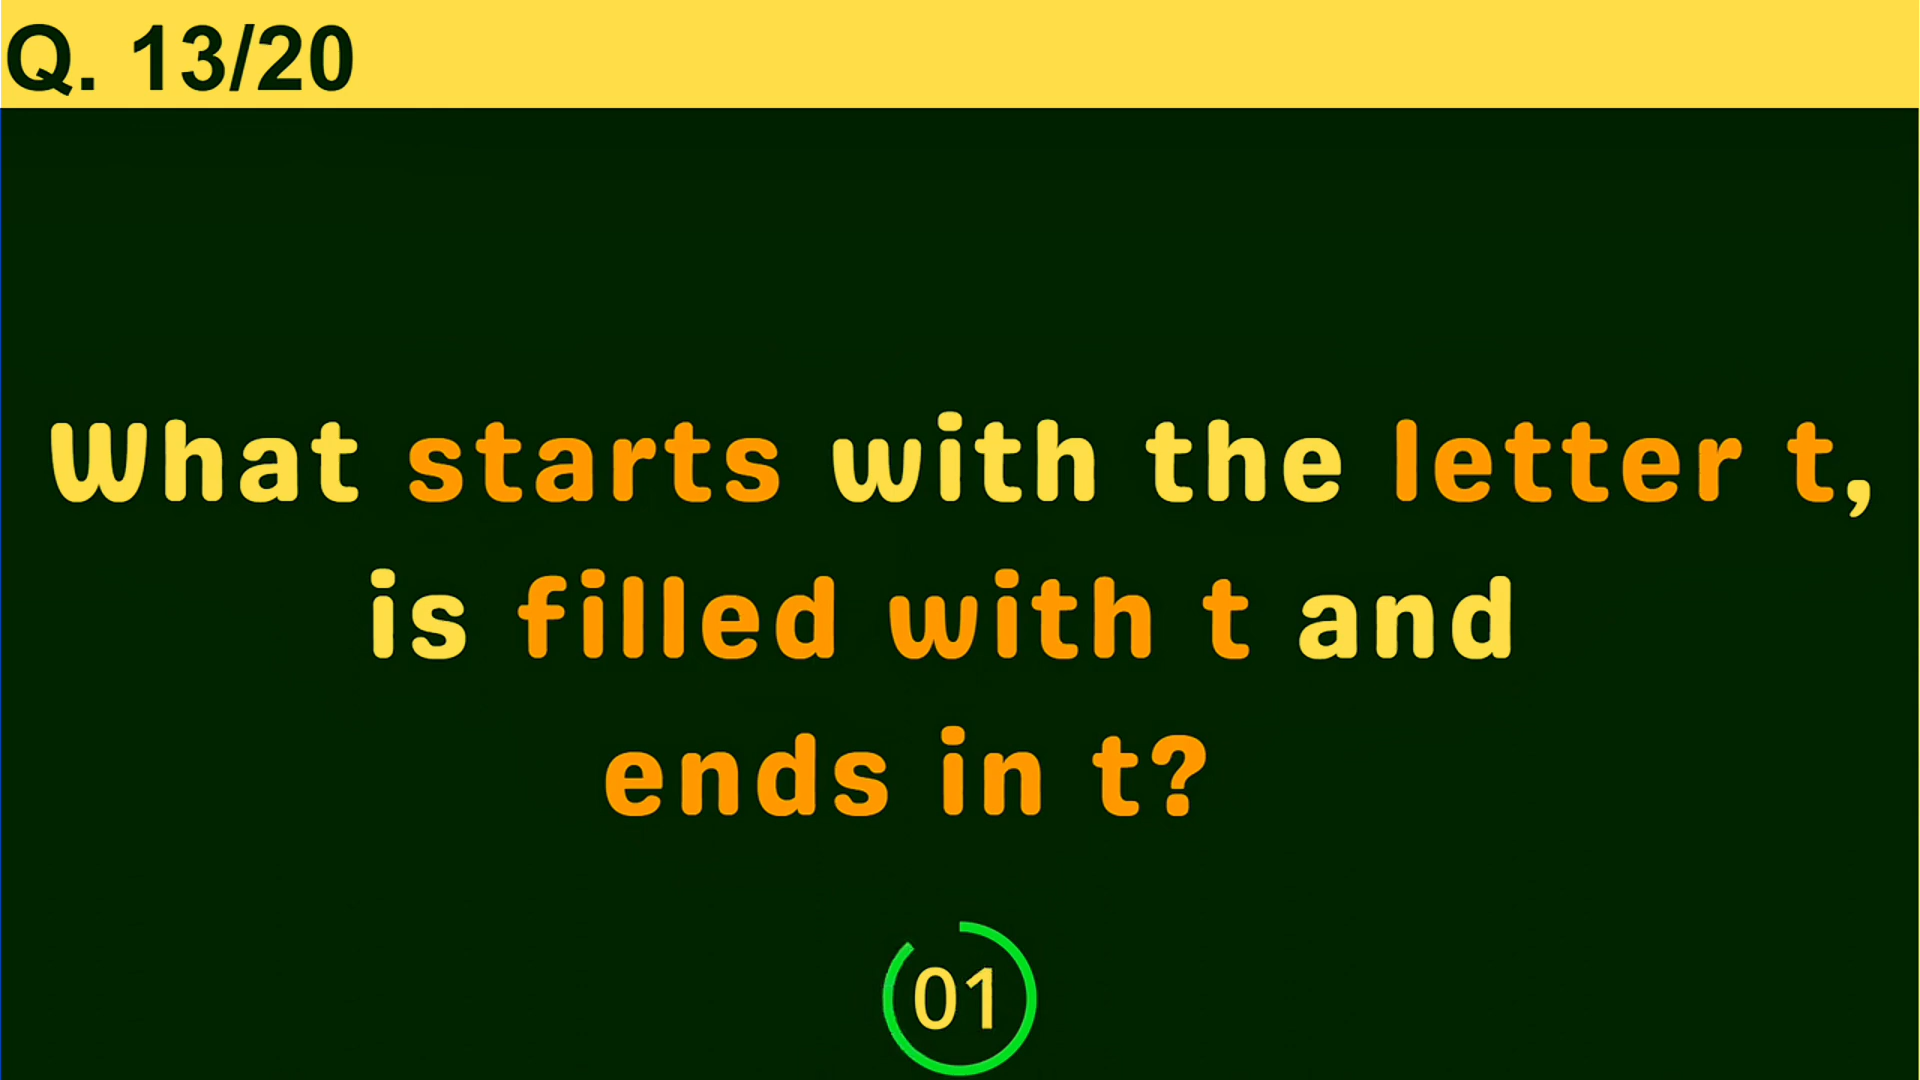 Q. 13/20
What starts with the letter t,
is filled with t and
ends in t?
01